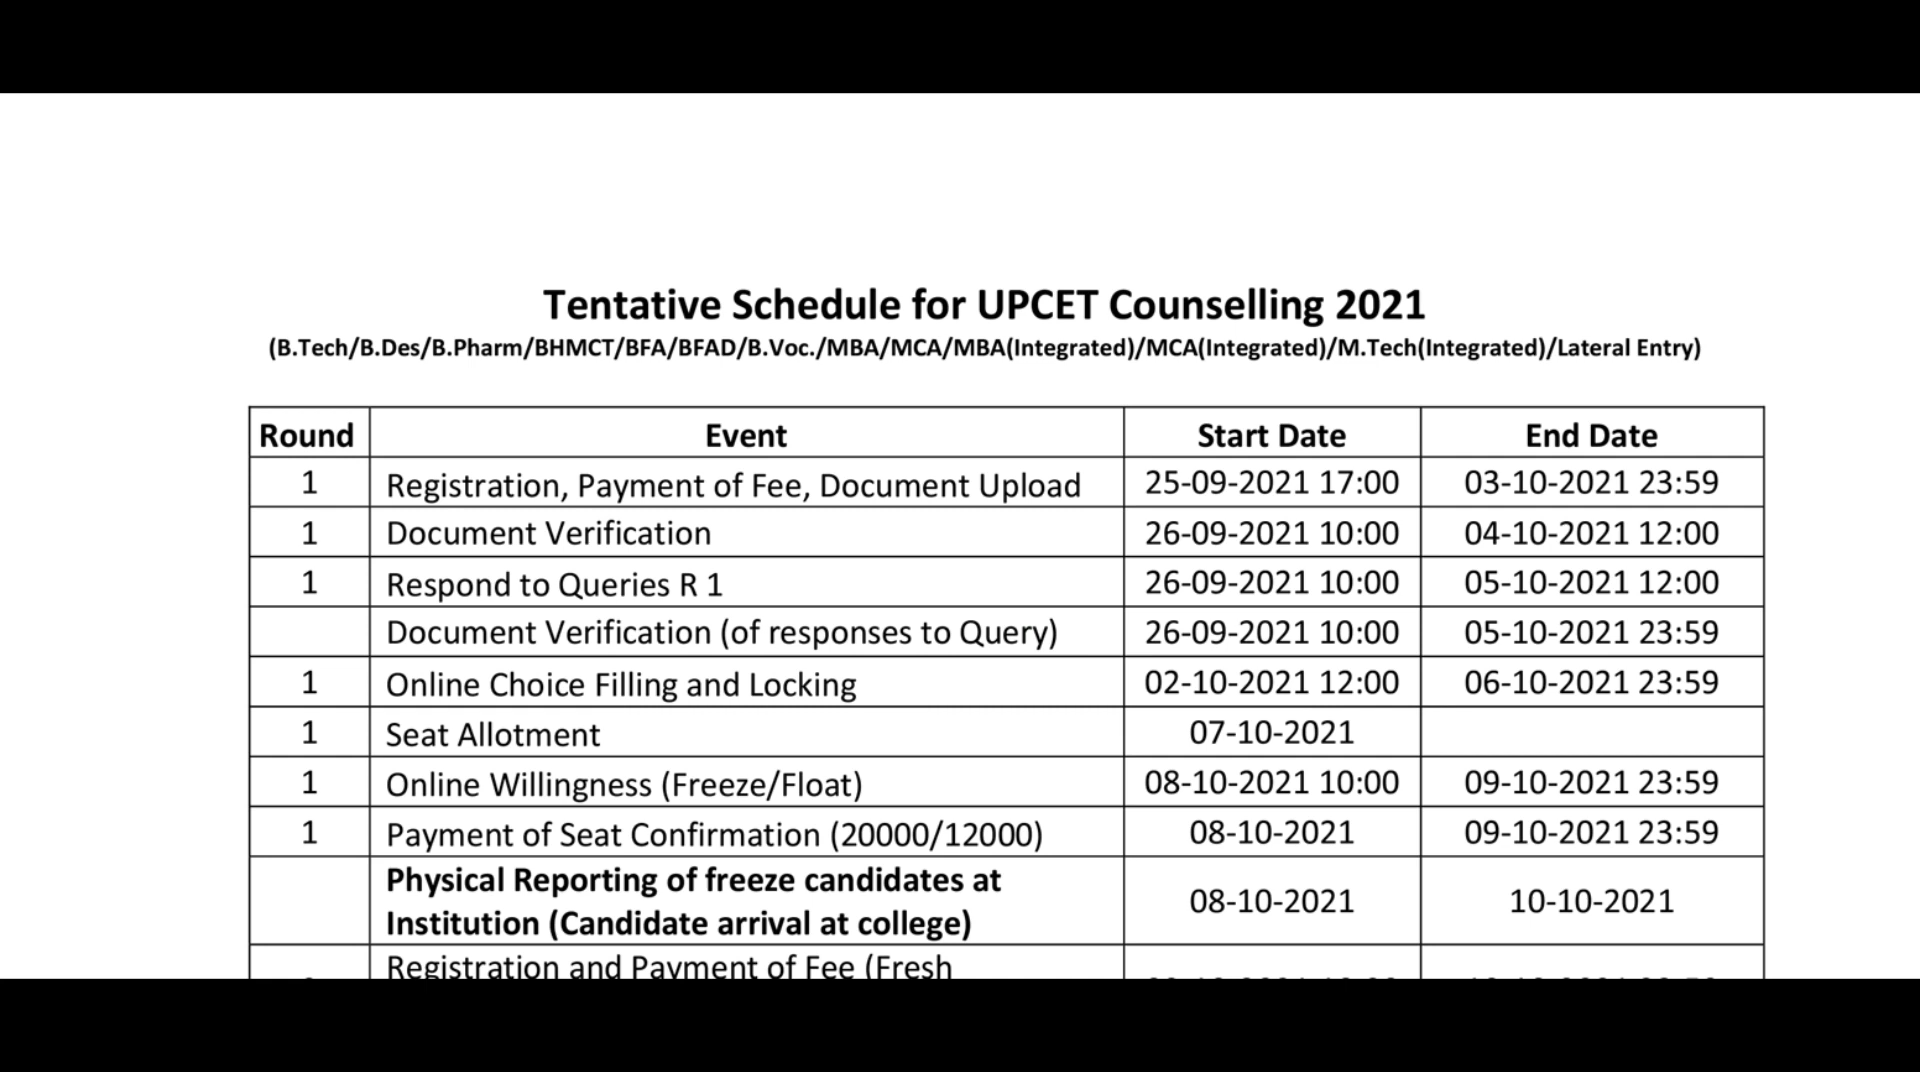 Tentative Schedule for UPCET Counselling 2021
(B.Tech/B.Des/B.Pharm/BHMCT/BFA/BFAD/B.Voc./MBA/MCA/MBA(Integrated)/MCA(Integrated)/M.Tech(Integrated)/Lateral Entry)
Round Event Start Date End Date
1 Registration, Payment of Fee, Document Upload 25-09-2021 17:00 03-10-2021 23:59
1 Document Verification 26-09-2021 10:00 04-10-2021 12:00
1 Respond to Queries R 1 26-09-2021 10:00 05-10-2021 12:00
Document Verification (of responses to Query) 26-09-2021 10:00 05-10-2021 23:59
1 Online Choice Filling and Locking 02-10-2021 12:00 06-10-2021 23:59
1 Seat Allotment 07-10-2021
1 Online Willingness (Freeze/Float) 08-10-2021 10:00 09-10-2021 23:59
1 Payment of Seat Confirmation (20000/12000) 08-10-2021 09-10-2021 23:59
Physical Reporting of freeze candidates at
Institution (Candidate arrival at college) 08-10-2021 10-10-2021
Registration and Payment of Fee (Fresh